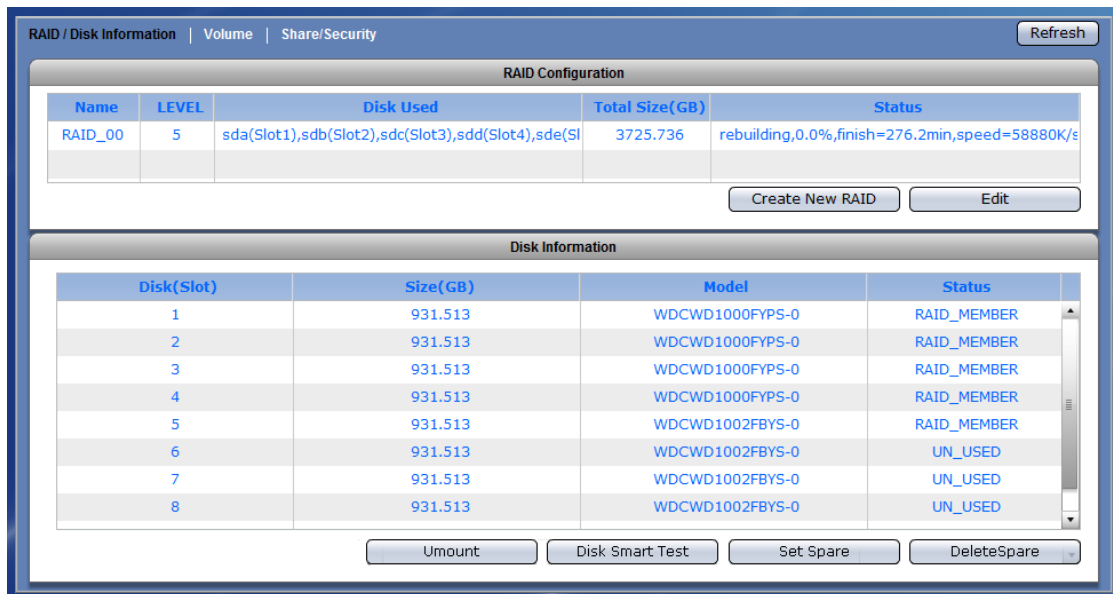 RAID / Disk Information | Volume | Share/Security Refresh
RAID Configuration
Name LEVEL Disk Used Total Size(GB) Status
RAID_00 5 sda(Slot1),sdb(Slot2),sdc(Slot3),sdd(Slot4),sde(Sl 3725.736 rebuilding,0.0%,finish=276.2min,speed=58880K/s
Create New RAID Edit
Disk Information
Disk(Slot) Size(GB) Model Status
1 931.513 WDCWD1000FYPS-0 RAID_MEMBER
2 931.513 WDCWD1000FYPS-0 RAID_MEMBER
3 931.513 WDCWD1000FYPS-0 RAID_MEMBER
4 931.513 WDCWD1000FYPS-0 RAID_MEMBER
5 931.513 WDCWD1002FBYS-0 RAID_MEMBER
6 931.513 WDCWD1002FBYS-0 UN_USED
7 931.513 WDCWD1002FBYS-0 UN_USED
8 931.513 WDCWD1002FBYS-0 UN_USED
Umount Disk Smart Test Set Spare DeleteSpare